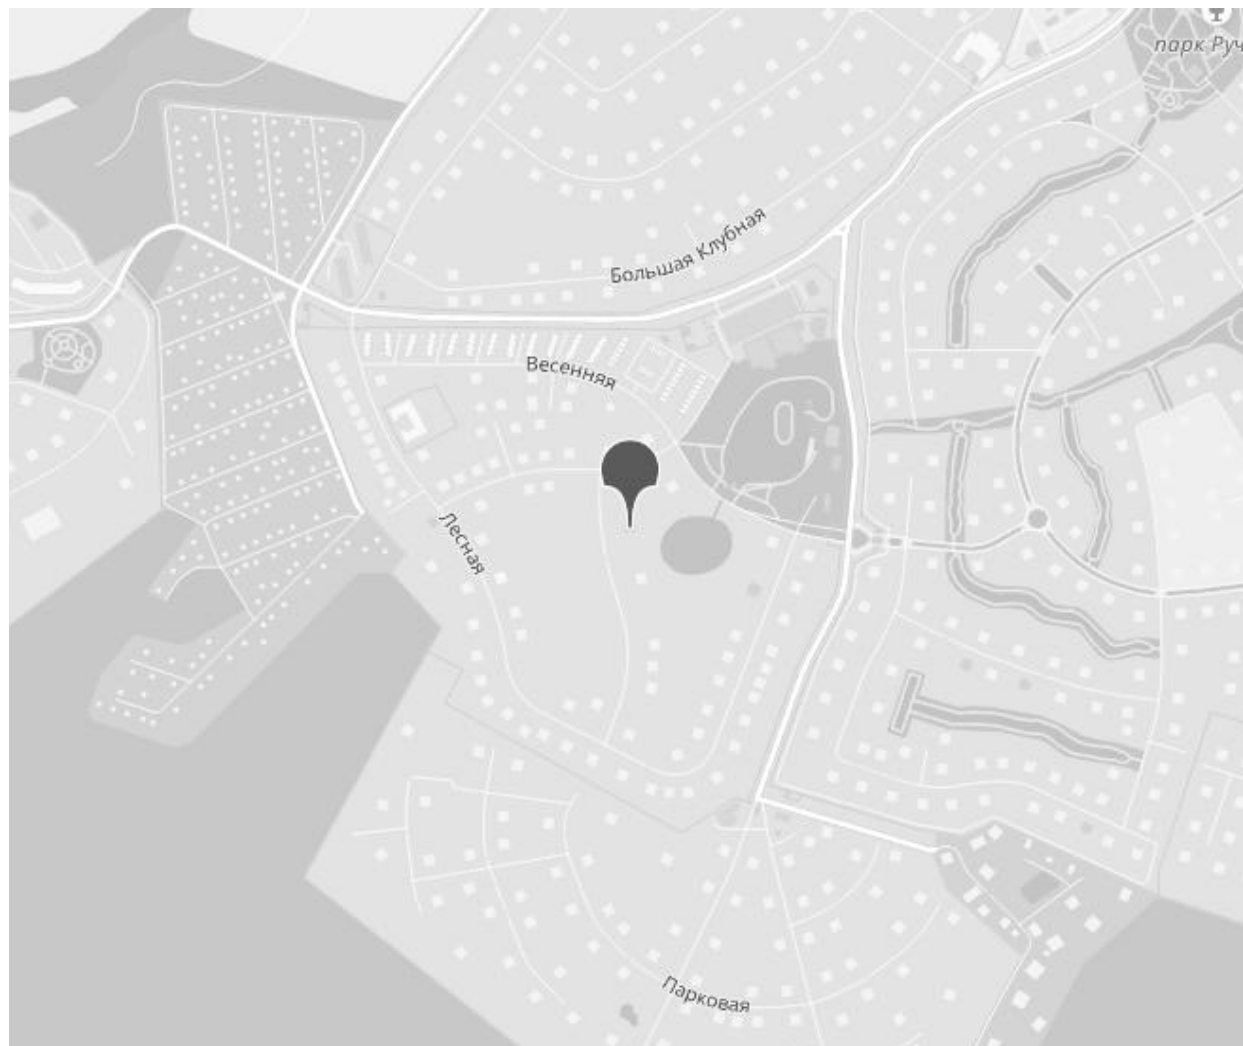 парк Руч
Большая Клубная
Весенняя
Лесная
Парковая